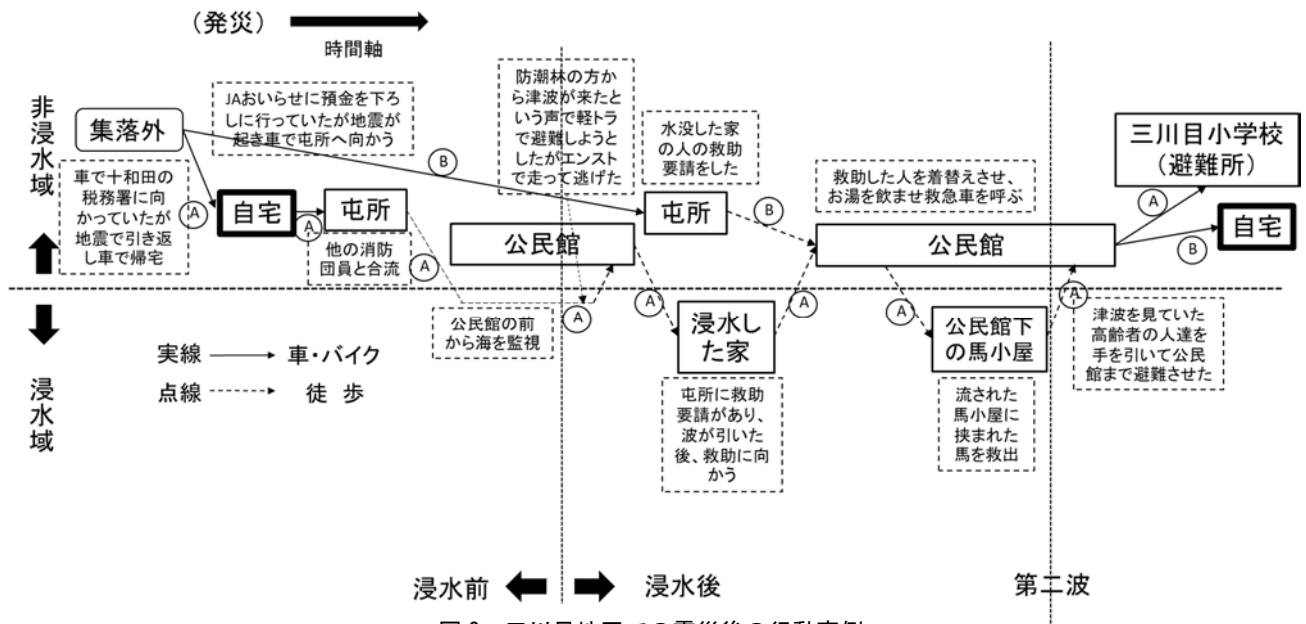 (発災)
時間軸
非浸水域
集落外
JAおいらせに預金を下ろ
しに行っていたが地震が
起き車で屯所へ向かう
防潮林の方か
ら津波が来たと
いう声で軽トラ
で避難しようと
したがエンスト
で走って逃げた
水没した家
の人の救助
要請をした
三川目小学校
(避難所)
車で十和田の
税務署に向
かっていたが
地震で引き返
し車で帰宅
A
自宅
A
屯所
他の消防
団員と合流
A
B
屯所
B
救助した人を着替えさせ、
お湯を飲ませ救急車を呼ぶ
A
B
自宅
公民館
公民館
公民館の前
から海を監視
A
A
浸水し
た家
A
A
公民館下
の馬小屋
A
津波を見ていた
高齢者の人達を
手を引いて公民
館まで避難させた
浸水域
実線
車・バイク
点線
徒 歩
屯所に救助
要請があり、
波が引いた
後、救助に向
かう
流された
馬小屋に
挟まれた
馬を救出
浸水前
浸水後
第二波